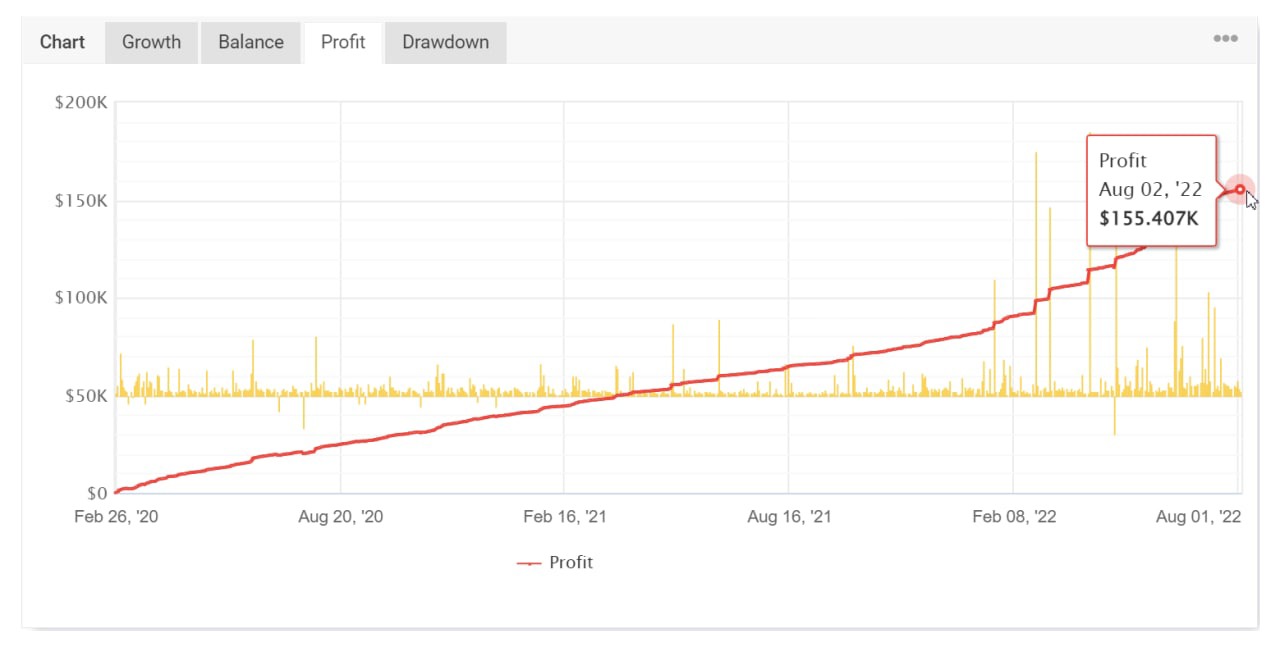 Chart Growth Balance Profit Drawdown
$200K
$150K
$100K
$50K
$0
Profit
Aug 02, '22
$155.407K
Feb 26, '20 Aug 20, '20 Feb 16, '21 Aug 16, '21 Feb 08, '22 Aug 01, '22
Profit